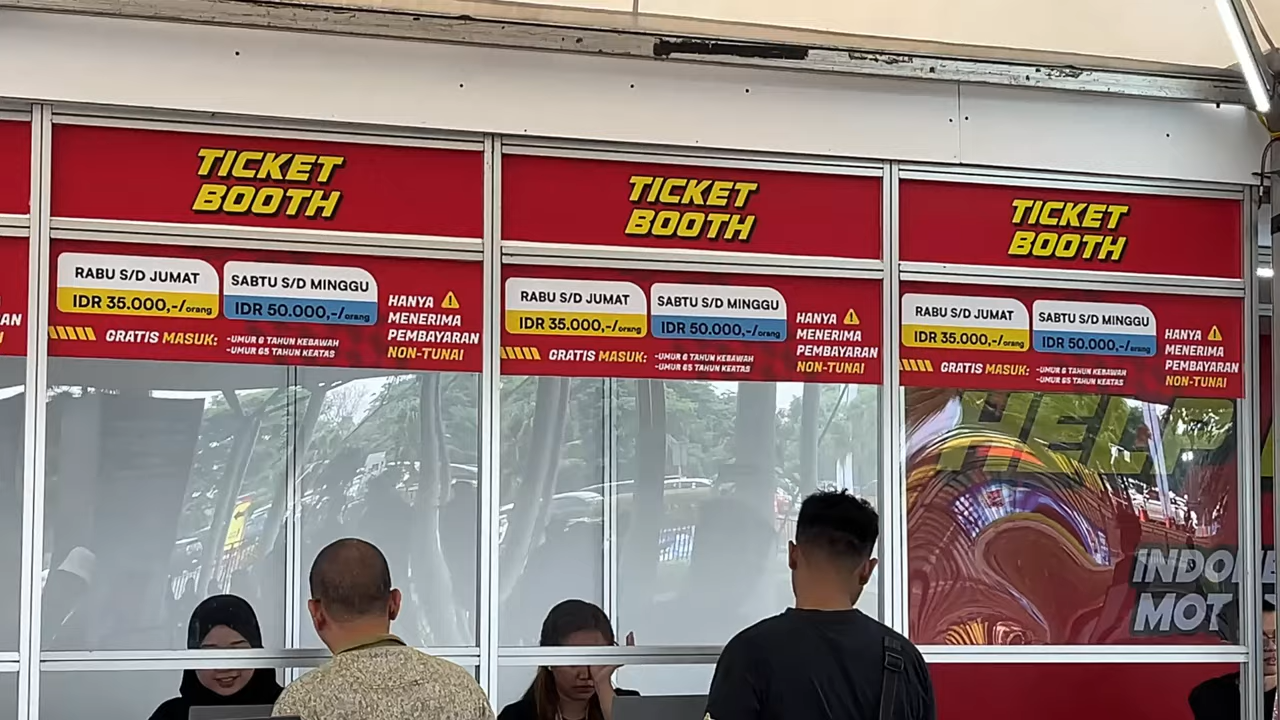 TICKET
BOOTH
RABU S/D JUMAT
IDR 35.000,-/orang
SABTU S/D MINGGU
IDR 50.000,-/orang
HANYA
MENERIMA
PEMBAYARAN
NON-TUNAI
GRATIS MASUK:
-UMUR 6 TAHUN KEBAWAH
-UMUR 65 TAHUN KEATAS
TICKET
BOOTH
RABU S/D JUMAT
IDR 35.000,-/orang
SABTU S/D MINGGU
IDR 50.000,-/orang
HANYA
MENERIMA
PEMBAYARAN
NON-TUNAI
GRATIS MASUK:
-UMUR 6 TAHUN KEBAWAH
-UMUR 65 TAHUN KEATAS
TICKET
BOOTH
RABU S/D JUMAT
IDR 35.000,-/orang
SABTU S/D MINGGU
IDR 50.000,-/orang
HANYA
MENERIMA
PEMBAYARAN
NON-TUNAI
GRATIS MASUK:
-UMUR 6 TAHUN KEBAWAH
-UMUR 65 TAHUN KEATAS